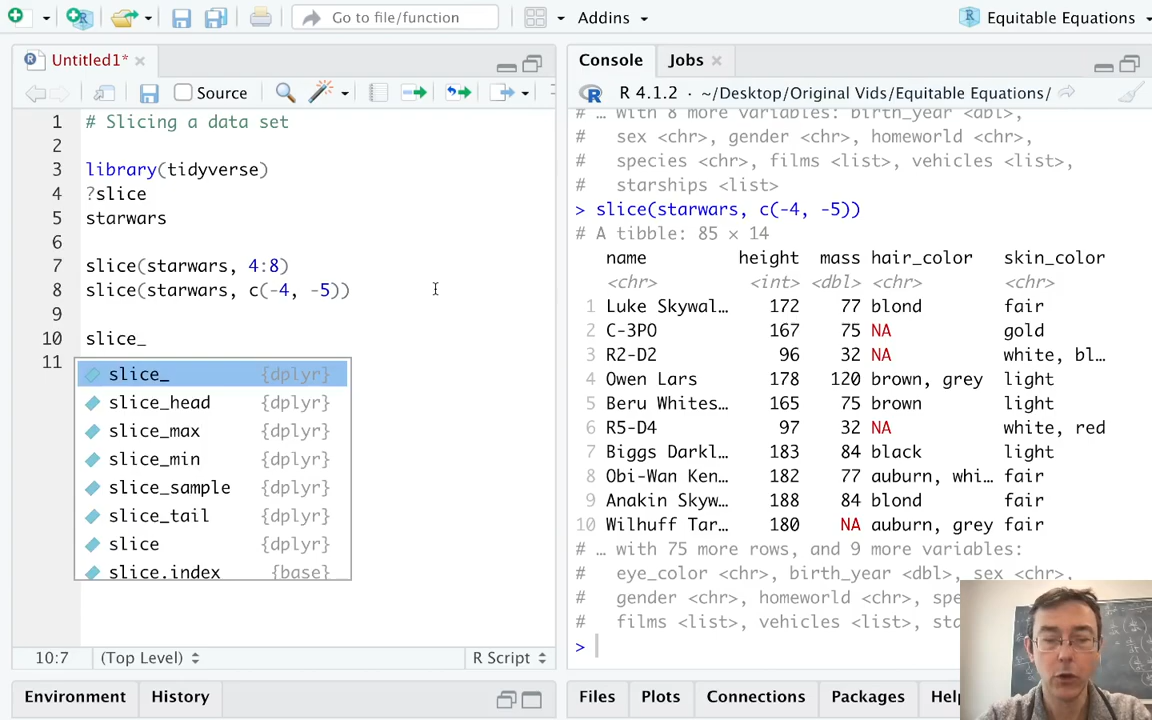 Go to file/function
Addins
Equitable Equations
Untitled1*
Source
1 # Slicing a data set
2
3 library(tidyverse)
4 ?slice
5 starwars
6
7 slice(starwars, 4:8)
8 slice(starwars, c(-4, -5))
9
10 slice_
11
slice_ {dplyr}
slice_head {dplyr}
slice_max {dplyr}
slice_min {dplyr}
slice_sample {dplyr}
slice_tail {dplyr}
slice {dplyr}
slice.index {base}
10:7 (Top Level) R Script
Environment History
Console Jobs
R 4.1.2 · ~/Desktop/Original Vids/Equitable Equations/
# … With 8 more variables: birth_year <dbl>,
# sex <chr>, gender <chr>, homeworld <chr>,
# species <chr>, films <list>, vehicles <list>,
# starships <list>
> slice(starwars, c(-4, -5))
# A tibble: 85 × 14
name height mass hair_color skin_color
<chr> <int> <dbl> <chr> <chr>
1 Luke Skywal… 172 77 blond fair
2 C-3PO 167 75 NA gold
3 R2-D2 96 32 NA white, bl…
4 Owen Lars 178 120 brown, grey light
5 Beru Whites… 165 75 brown light
6 R5-D4 97 32 NA white, red
7 Biggs Darkl… 183 84 black light
8 Obi-Wan Ken… 182 77 auburn, whi… fair
9 Anakin Skyw… 188 84 blond fair
10 Wilhuff Tar… 180 NA auburn, grey fair
# … with 75 more rows, and 9 more variables:
# eye_color <chr>, birth_year <dbl>, sex <chr>,
# gender <chr>, homeworld <chr>, spe
# films <list>, vehicles <list>, sta
>
Files Plots Connections Packages Help